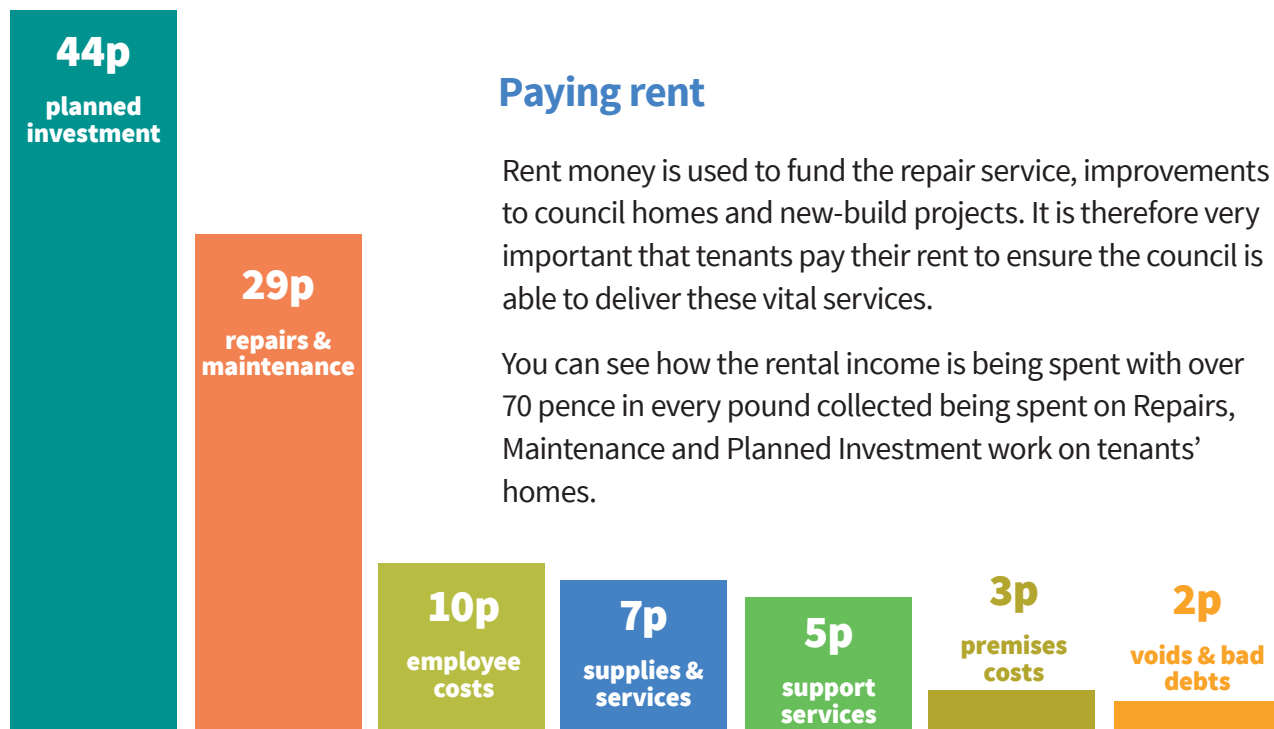 44p
planned
investment
29p
repairs &
maintenance
Paying rent
Rent money is used to fund the repair service, improvements
to council homes and new-build projects. It is therefore very
important that tenants pay their rent to ensure the council is
able to deliver these vital services.
You can see how the rental income is being spent with over
70 pence in every pound collected being spent on Repairs,
Maintenance and Planned Investment work on tenants’
homes.
10p
employee
costs
7p
supplies &
services
5p
support
services
3p
premises
costs
2p
voids & bad
debts